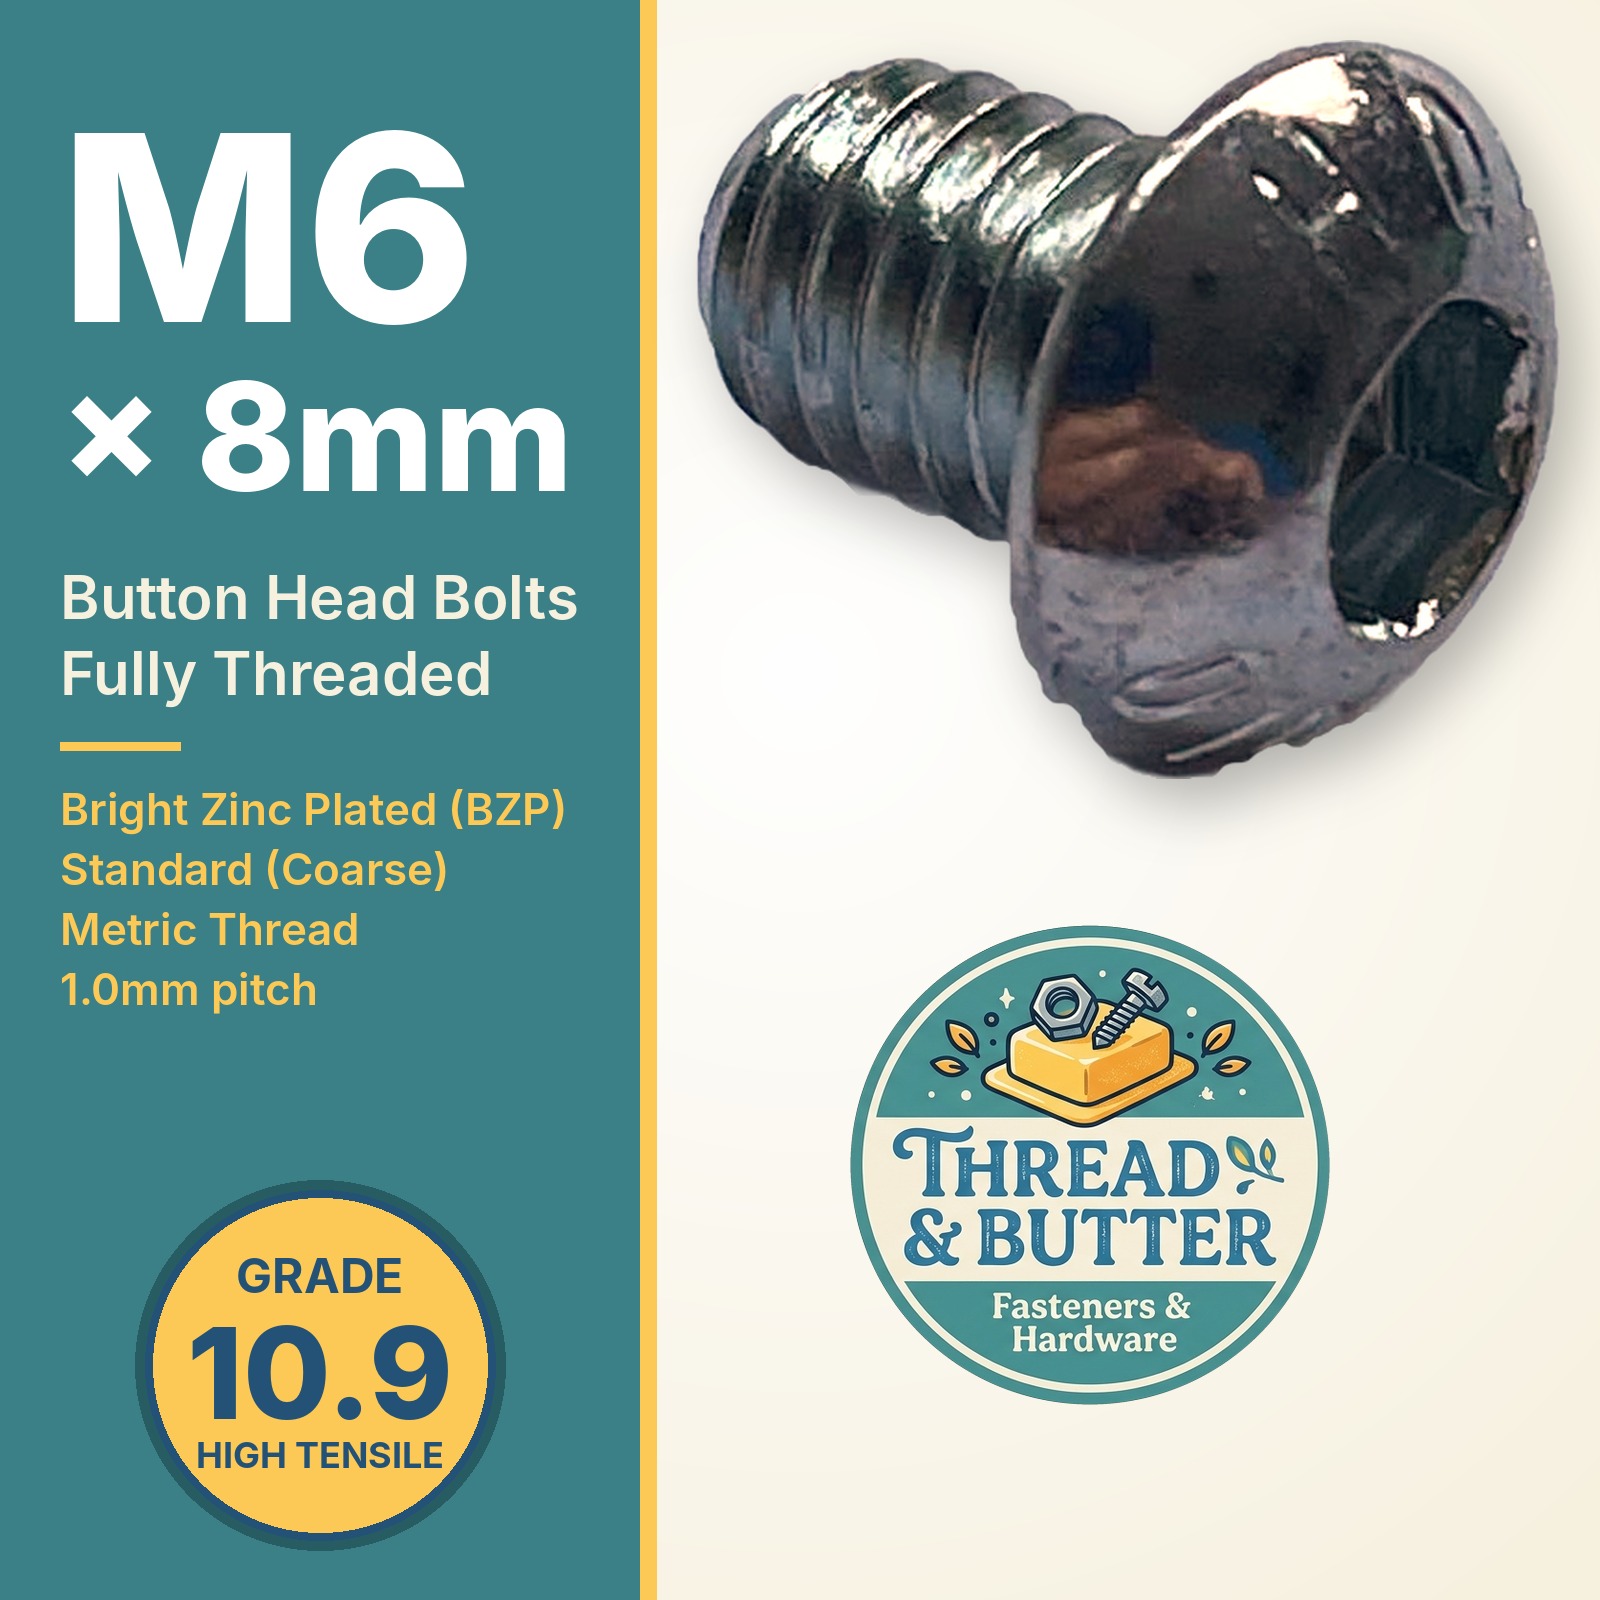 M6
× 8mm
Button Head Bolts
Fully Threaded
Bright Zinc Plated (BZP)
Standard (Coarse)
Metric Thread
1.0mm pitch
GRADE
10.9
HIGH TENSILE
THREAD
& BUTTER
Fasteners &
Hardware